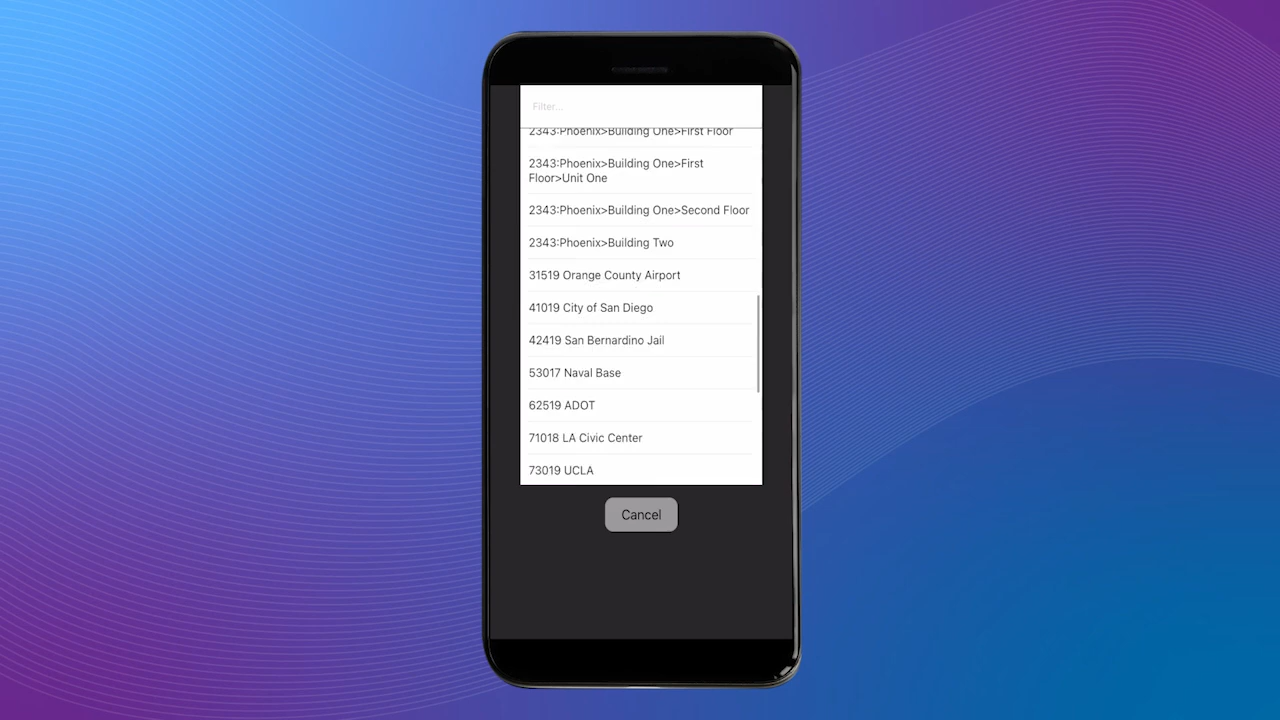 Filter...
2343:Phoenix>Building One>First Floor
2343:Phoenix>Building One>First
Floor>Unit One
2343:Phoenix>Building One>Second Floor
2343:Phoenix>Building Two
31519 Orange County Airport
41019 City of San Diego
42419 San Bernardino Jail
53017 Naval Base
62519 ADOT
71018 LA Civic Center
73019 UCLA
Cancel